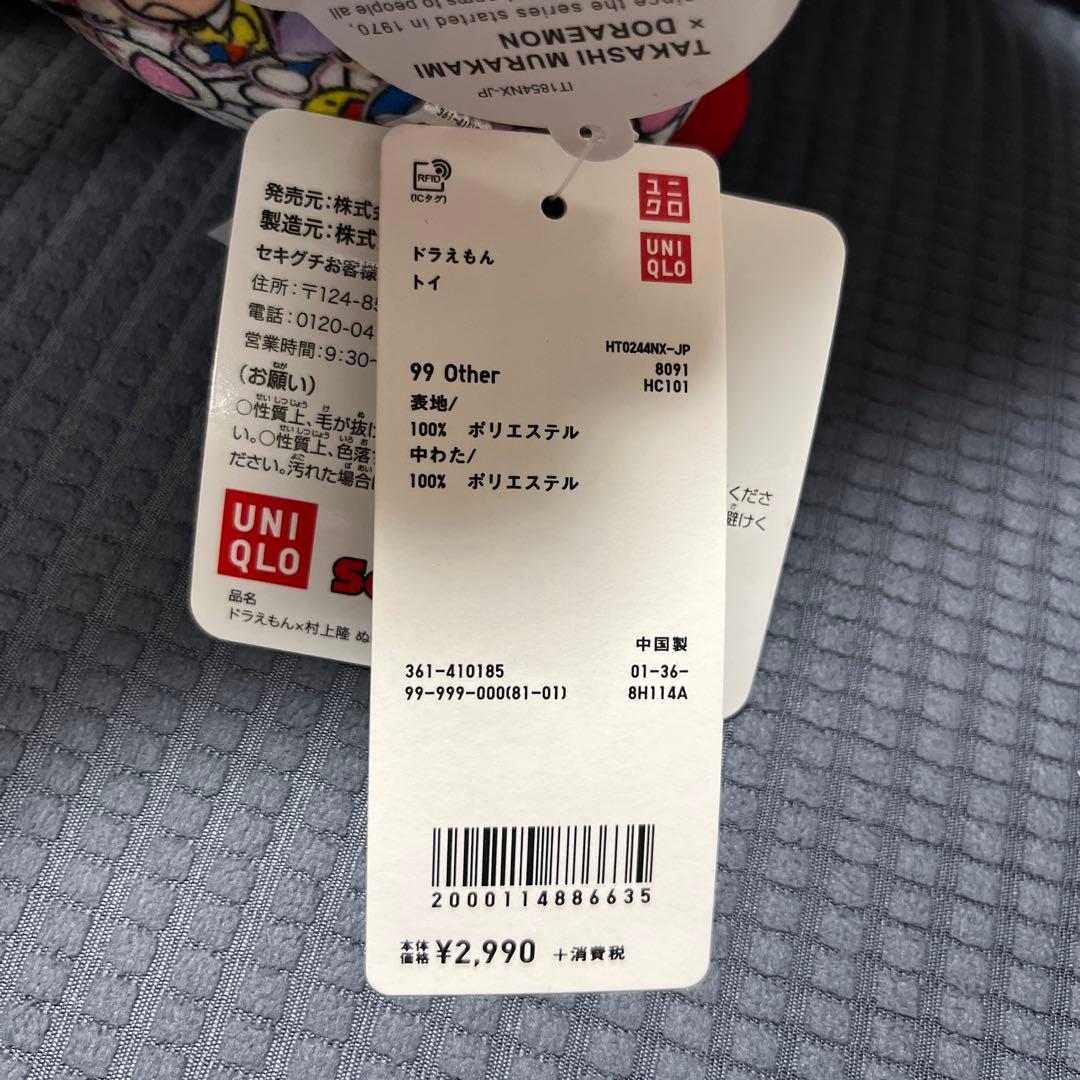 since the series started in 1970,
TAKASHI MURAKAMI
× DORAEMON
IT1854NX-JP
RFID
(ICタグ)
ユニ
クロ
UNI
QLO
ドラえもん
トイ
HT0244NX-JP
99 Other
8091
HC101
表地/
100% ポリエステル
中わた/
100% ポリエステル
中国製
361-410185
01-36-
99-999-000(81-01)
8H114A
2000114886635
本体価格 ¥2,990 +消費税
発売元:株式
製造元:株式
セキグチお客様
住所:〒124-8
電話:0120-04
営業時間:9:30-
(お願い)
○性質上、毛が抜け
い。○性質上、色落
ださい。汚れた場合
UNI
QLO
品名
ドラえもん×村上隆 ぬ
くださ
避けく